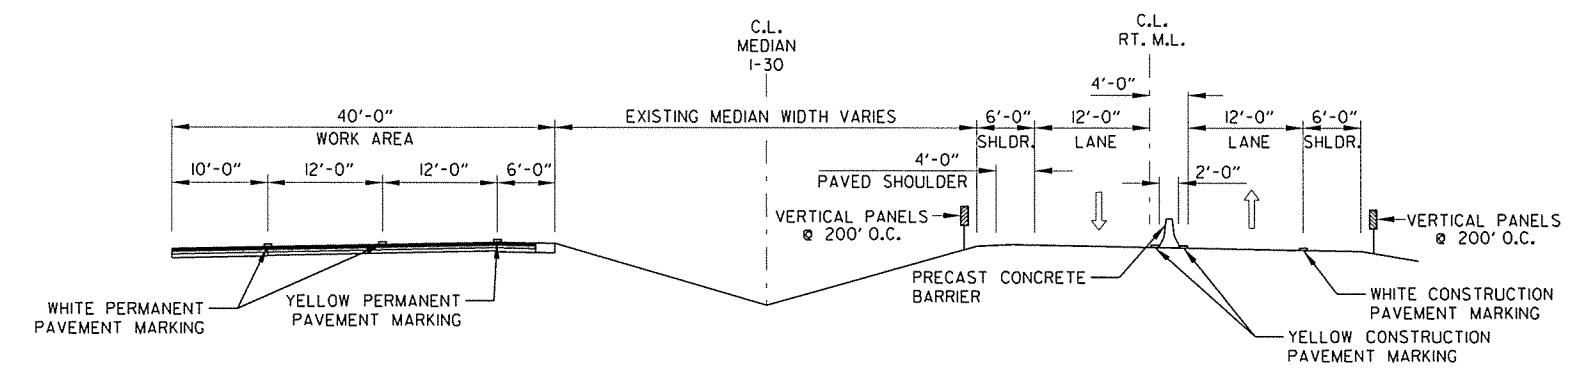 C.L.
MEDIAN
I-30
C.L.
RT. M.L.
4'-0"
40'-0"
WORK AREA
EXISTING MEDIAN WIDTH VARIES
6'-0"
SHLDR.
12'-0"
LANE
12'-0"
LANE
6'-0"
SHLDR.
10'-0"
12'-0"
12'-0"
6'-0"
4'-0"
PAVED SHOULDER
2'-0"
VERTICAL PANELS
@ 200' O.C.
VERTICAL PANELS
@ 200' O.C.
PRECAST CONCRETE
BARRIER
WHITE PERMANENT
PAVEMENT MARKING
YELLOW PERMANENT
PAVEMENT MARKING
WHITE CONSTRUCTION
PAVEMENT MARKING
YELLOW CONSTRUCTION
PAVEMENT MARKING